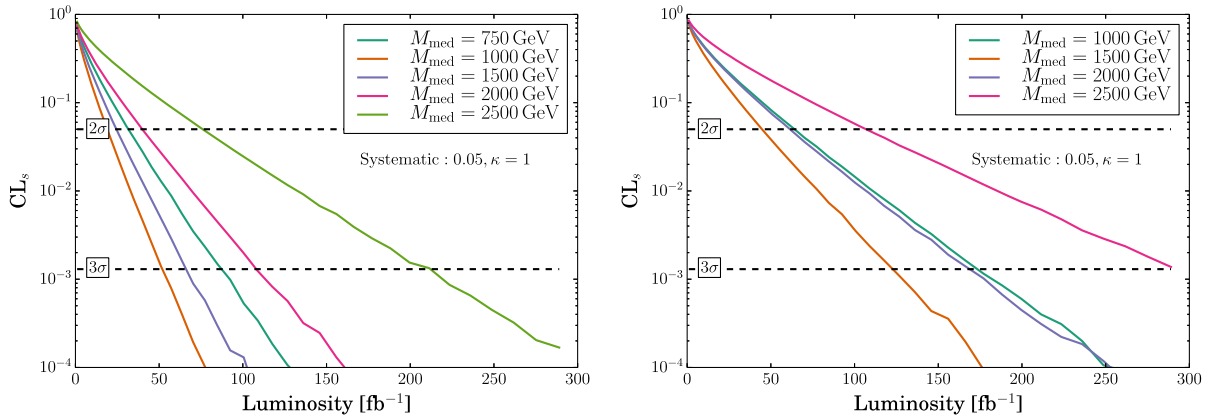 10⁰
10⁻¹
10⁻²
10⁻³
10⁻⁴
CLₛ
2σ
3σ
M_med = 750 GeV
M_med = 1000 GeV
M_med = 1500 GeV
M_med = 2000 GeV
M_med = 2500 GeV
Systematic : 0.05, κ = 1
0 50 100 150 200 250 300
Luminosity [fb⁻¹]
10⁰
10⁻¹
10⁻²
10⁻³
10⁻⁴
CLₛ
2σ
3σ
M_med = 1000 GeV
M_med = 1500 GeV
M_med = 2000 GeV
M_med = 2500 GeV
Systematic : 0.05, κ = 1
0 50 100 150 200 250 300
Luminosity [fb⁻¹]